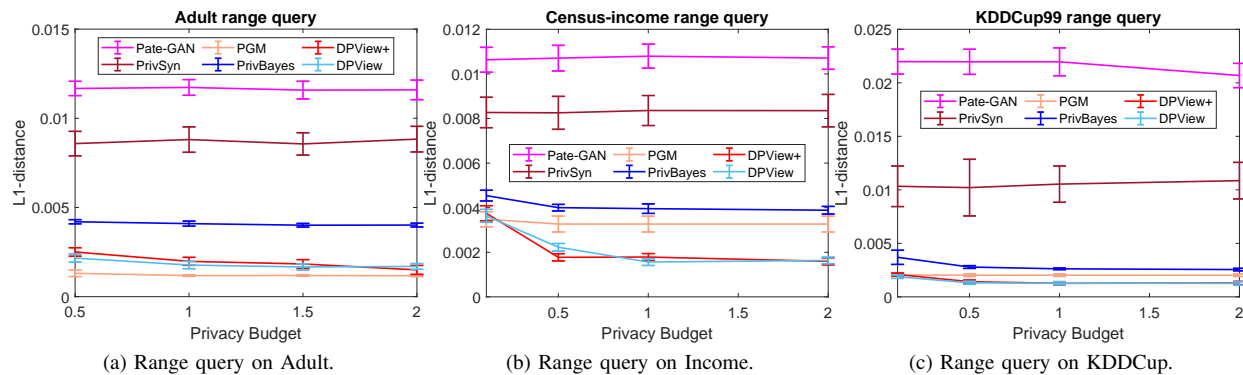 Adult range query
0.015
0.01
0.005
0
L1-distance
Pate-GAN PGM DPView+
PrivSyn PrivBayes DPView
0.5 1 1.5 2
Privacy Budget
(a) Range query on Adult.
Census-income range query
0.012
0.01
0.008
0.006
0.004
0.002
0
L1-distance
Pate-GAN PGM DPView+
PrivSyn PrivBayes DPView
0.5 1 1.5 2
Privacy Budget
(b) Range query on Income.
KDDCup99 range query
0.025
0.02
0.015
0.01
0.005
0
L1-distance
Pate-GAN PGM DPView+
PrivSyn PrivBayes DPView
0.5 1 1.5 2
Privacy Budget
(c) Range query on KDDCup.